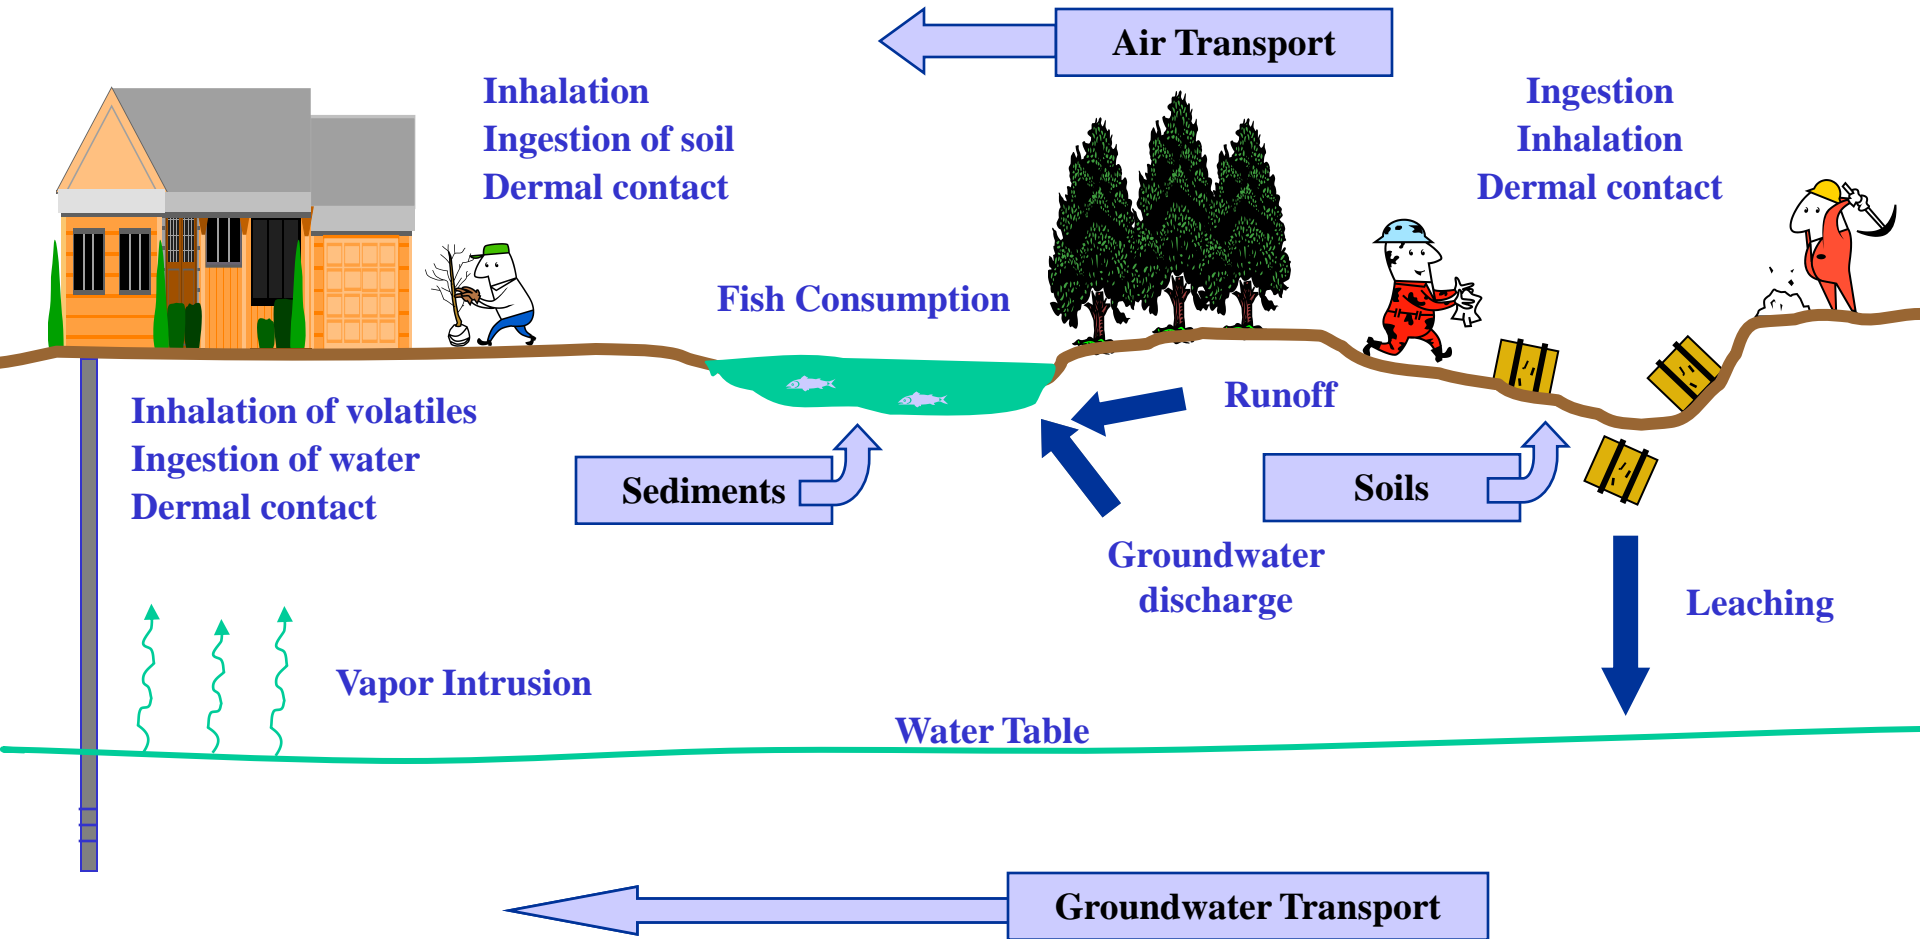 Air Transport
Inhalation
Ingestion of soil
Dermal contact
Ingestion
Inhalation
Dermal contact
Fish Consumption
Inhalation of volatiles
Ingestion of water
Dermal contact
Runoff
Sediments
Soils
Groundwater
discharge
Leaching
Vapor Intrusion
Water Table
Groundwater Transport